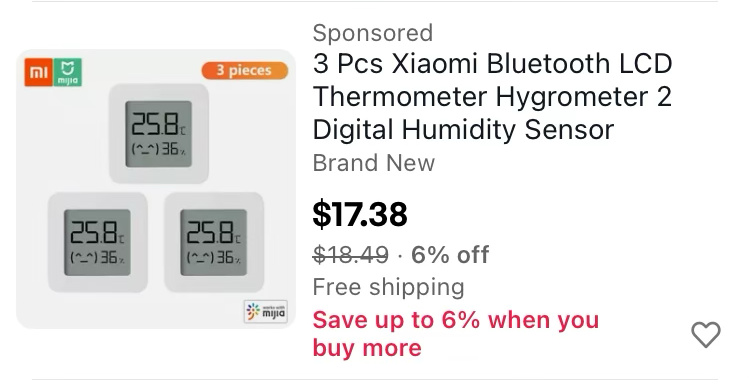 Sponsored
3 Pcs Xiaomi Bluetooth LCD
Thermometer Hygrometer 2
Digital Humidity Sensor
Brand New
$17.38
$18.49 · 6% off
Free shipping
Save up to 6% when you
buy more
mi
mijia
3 pieces
25.8℃
(^_^) 36%
25.8℃
(^_^) 36%
25.8℃
(^_^) 36%
works with
mijia